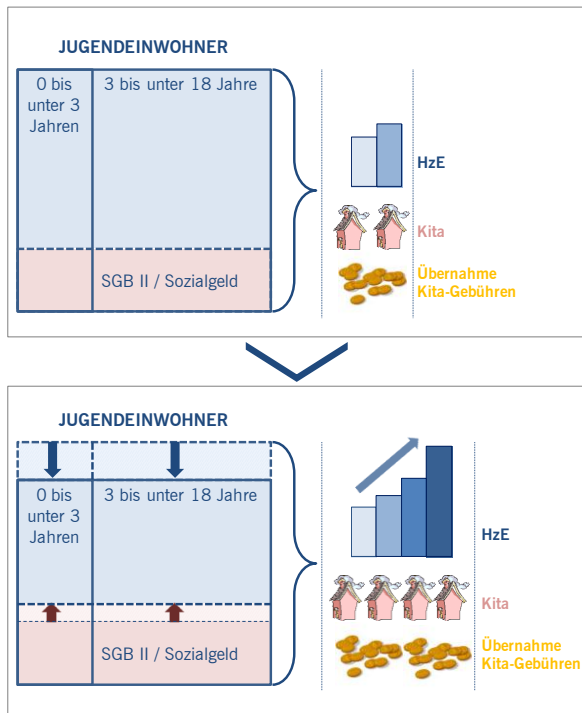 JUGENDEINWOHNER
0 bis
unter 3
Jahren
3 bis unter 18 Jahre
SGB II / Sozialgeld
HzE
Kita
Übernahme
Kita-Gebühren
JUGENDEINWOHNER
0 bis
unter 3
Jahren
3 bis unter 18 Jahre
SGB II / Sozialgeld
HzE
Kita
Übernahme
Kita-Gebühren